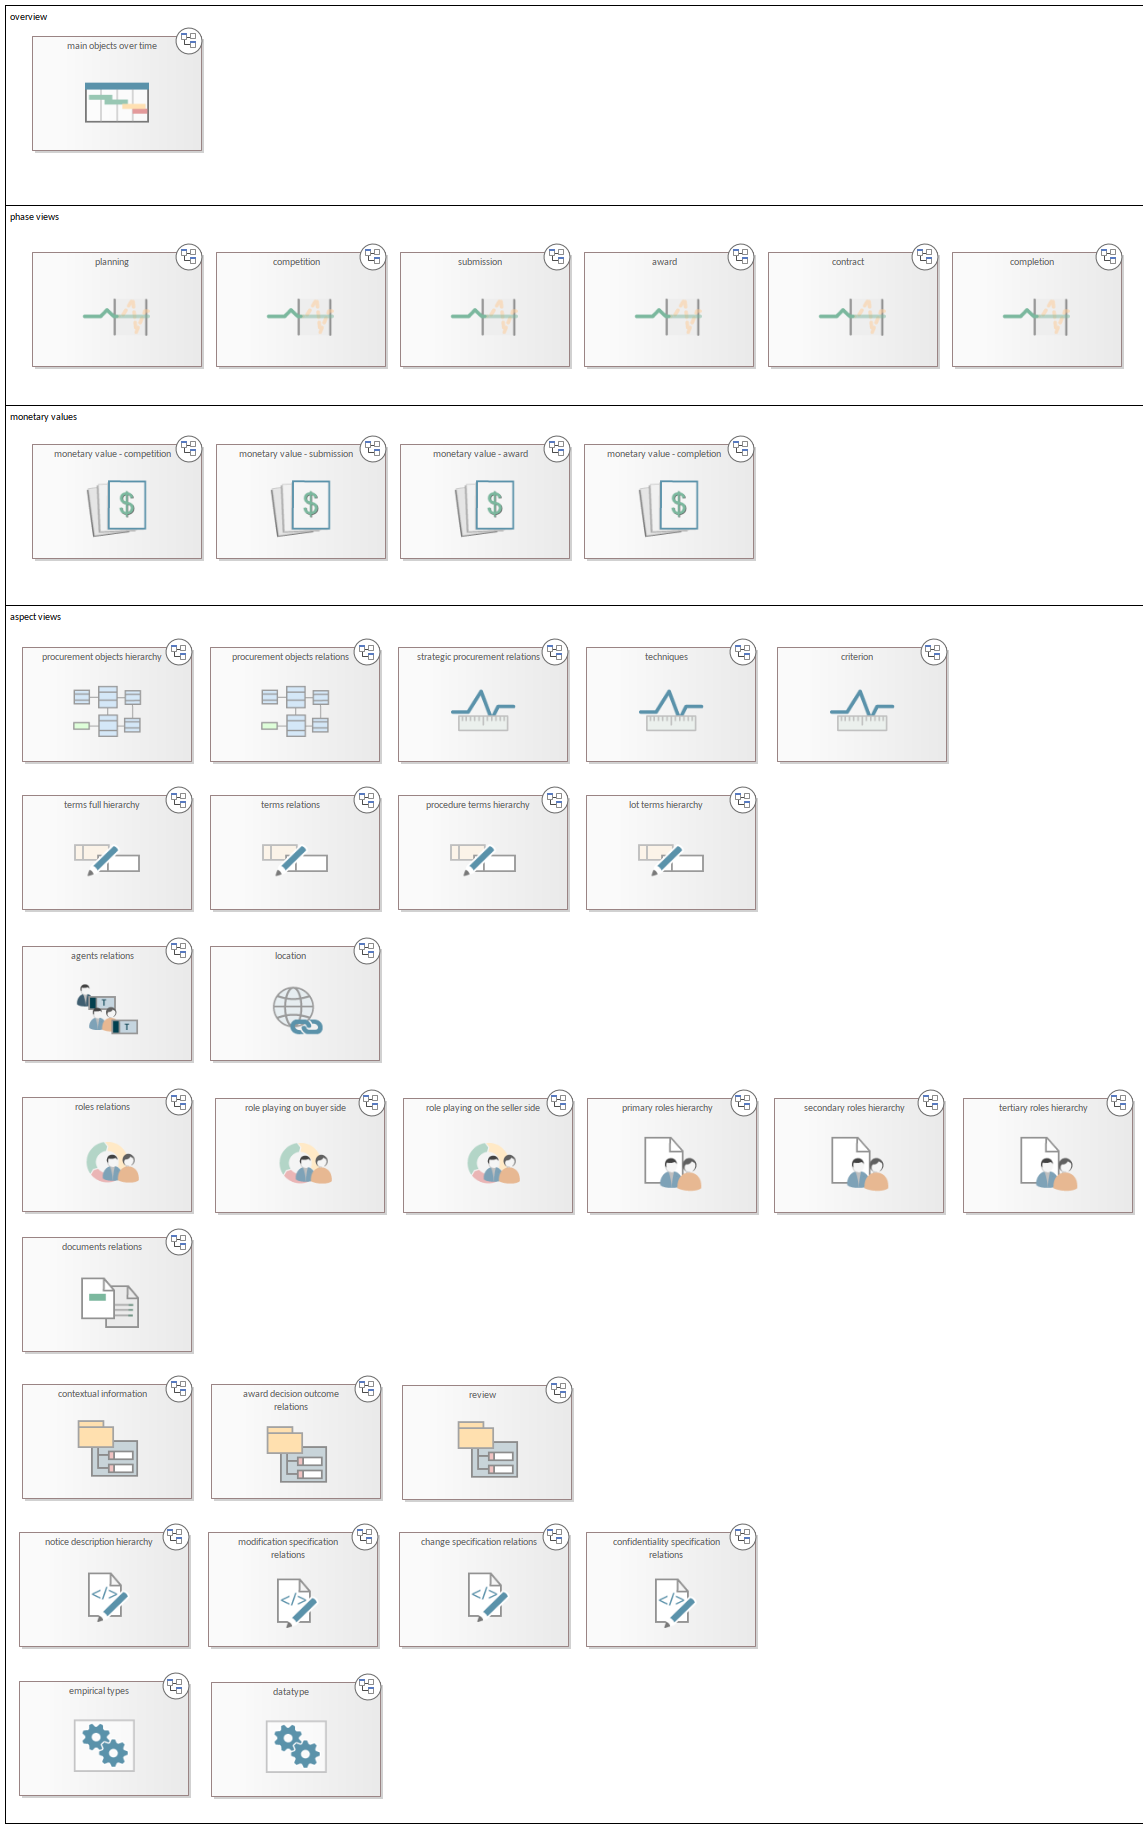 overview
main objects over time
phase views
planning
competition
submission
award
contract
completion
monetary values
monetary value - competition
monetary value - submission
monetary value - award
monetary value - completion
$
$
$
$
aspect views
procurement objects hierarchy
procurement objects relations
strategic procurement relations
techniques
criterion
terms full hierarchy
terms relations
procedure terms hierarchy
lot terms hierarchy
agents relations
location
T
T
roles relations
role playing on buyer side
role playing on the seller side
primary roles hierarchy
secondary roles hierarchy
tertiary roles hierarchy
documents relations
contextual information
award decision outcome
relations
review
notice description hierarchy
modification specification
relations
change specification relations
confidentiality specification
relations
</>
</>
</>
</>
empirical types
datatype